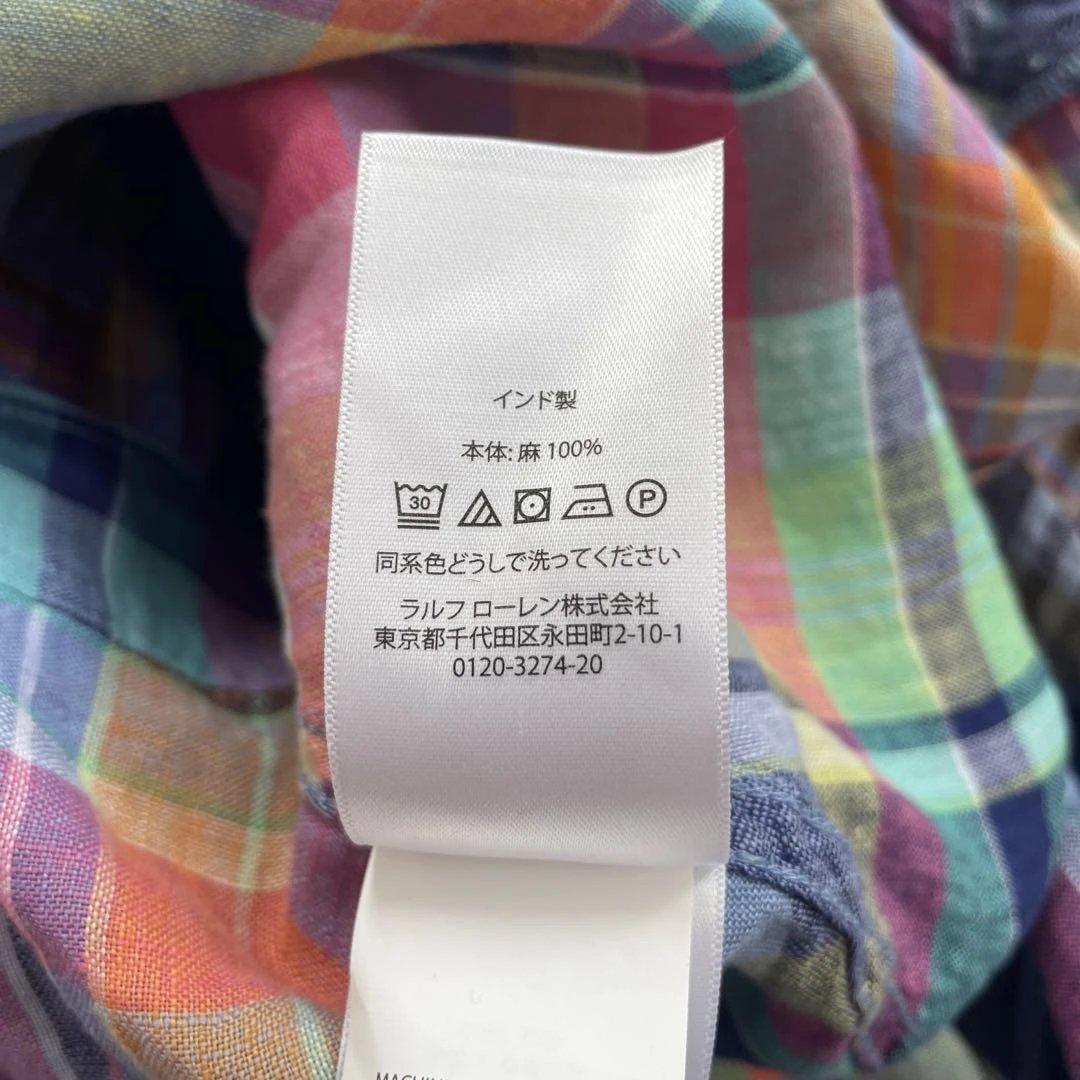 インド製
本体: 麻 100%
30 P
同系色どうしで洗ってください
ラルフ ローレン株式会社
東京都千代田区永田町2-10-1
0120-3274-20